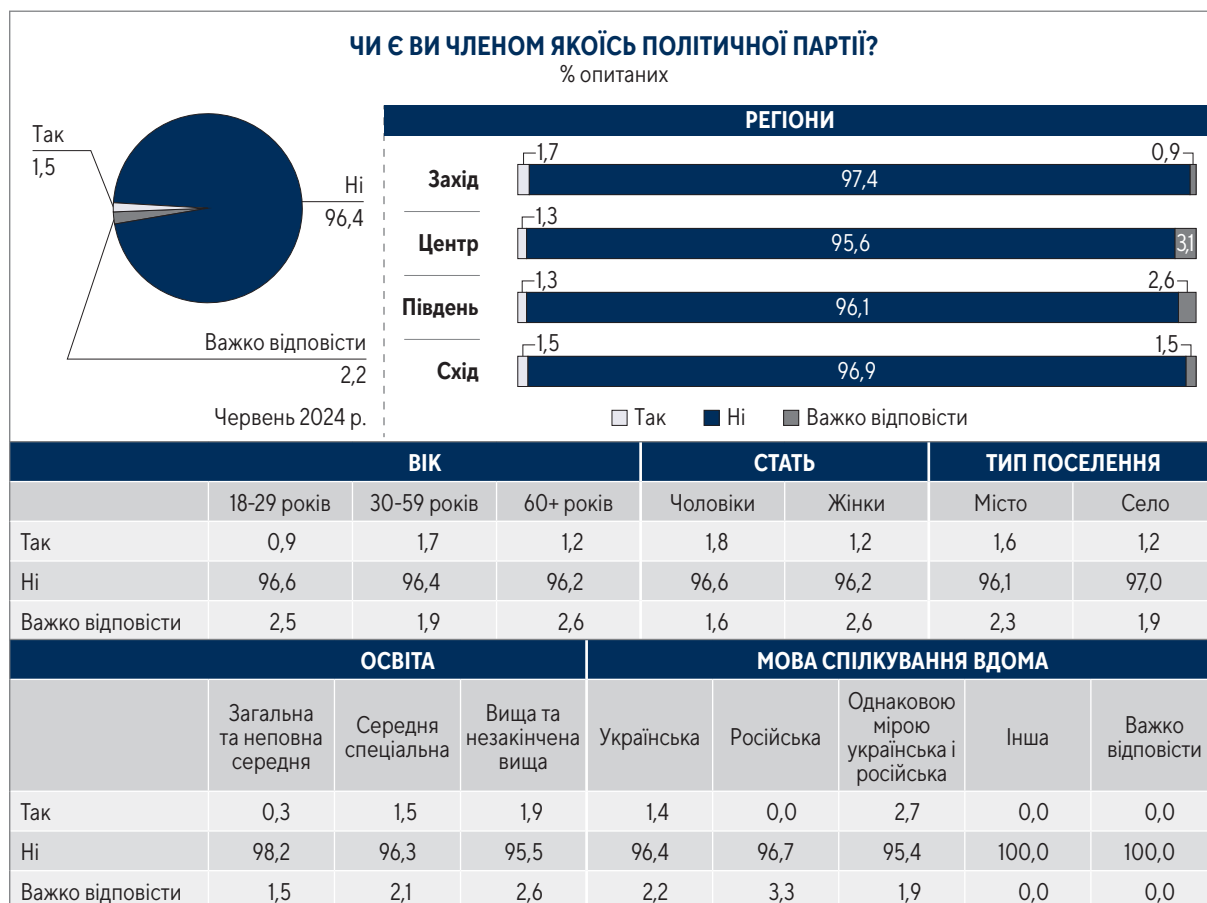 ЧИ Є ВИ ЧЛЕНОМ ЯКОЇСЬ ПОЛІТИЧНОЇ ПАРТІЇ?
% опитаних
Так
1,5
Ні
96,4
Важко відповісти
2,2
Червень 2024 р.
РЕГІОНИ
1,7 0,9
Захід 97,4
1,3
Центр 95,6 3,1
1,3 2,6
Південь 96,1
1,5 1,5
Схід 96,9
Так Ні Важко відповісти
ВІК СТАТЬ ТИП ПОСЕЛЕННЯ
18-29 років 30-59 років 60+ років Чоловіки Жінки Місто Село
Так 0,9 1,7 1,2 1,8 1,2 1,6 1,2
Ні 96,6 96,4 96,2 96,6 96,2 96,1 97,0
Важко відповісти 2,5 1,9 2,6 1,6 2,6 2,3 1,9
ОСВІТА МОВА СПІЛКУВАННЯ ВДОМА
Загальна
та неповна
середня
Середня
спеціальна
Вища та
незакінчена
вища
Українська
Російська
Однаковою
мірою
українська і
російська
Інша
Важко
відповісти
Так 0,3 1,5 1,9 1,4 0,0 2,7 0,0 0,0
Ні 98,2 96,3 95,5 96,4 96,7 95,4 100,0 100,0
Важко відповісти 1,5 2,1 2,6 2,2 3,3 1,9 0,0 0,0